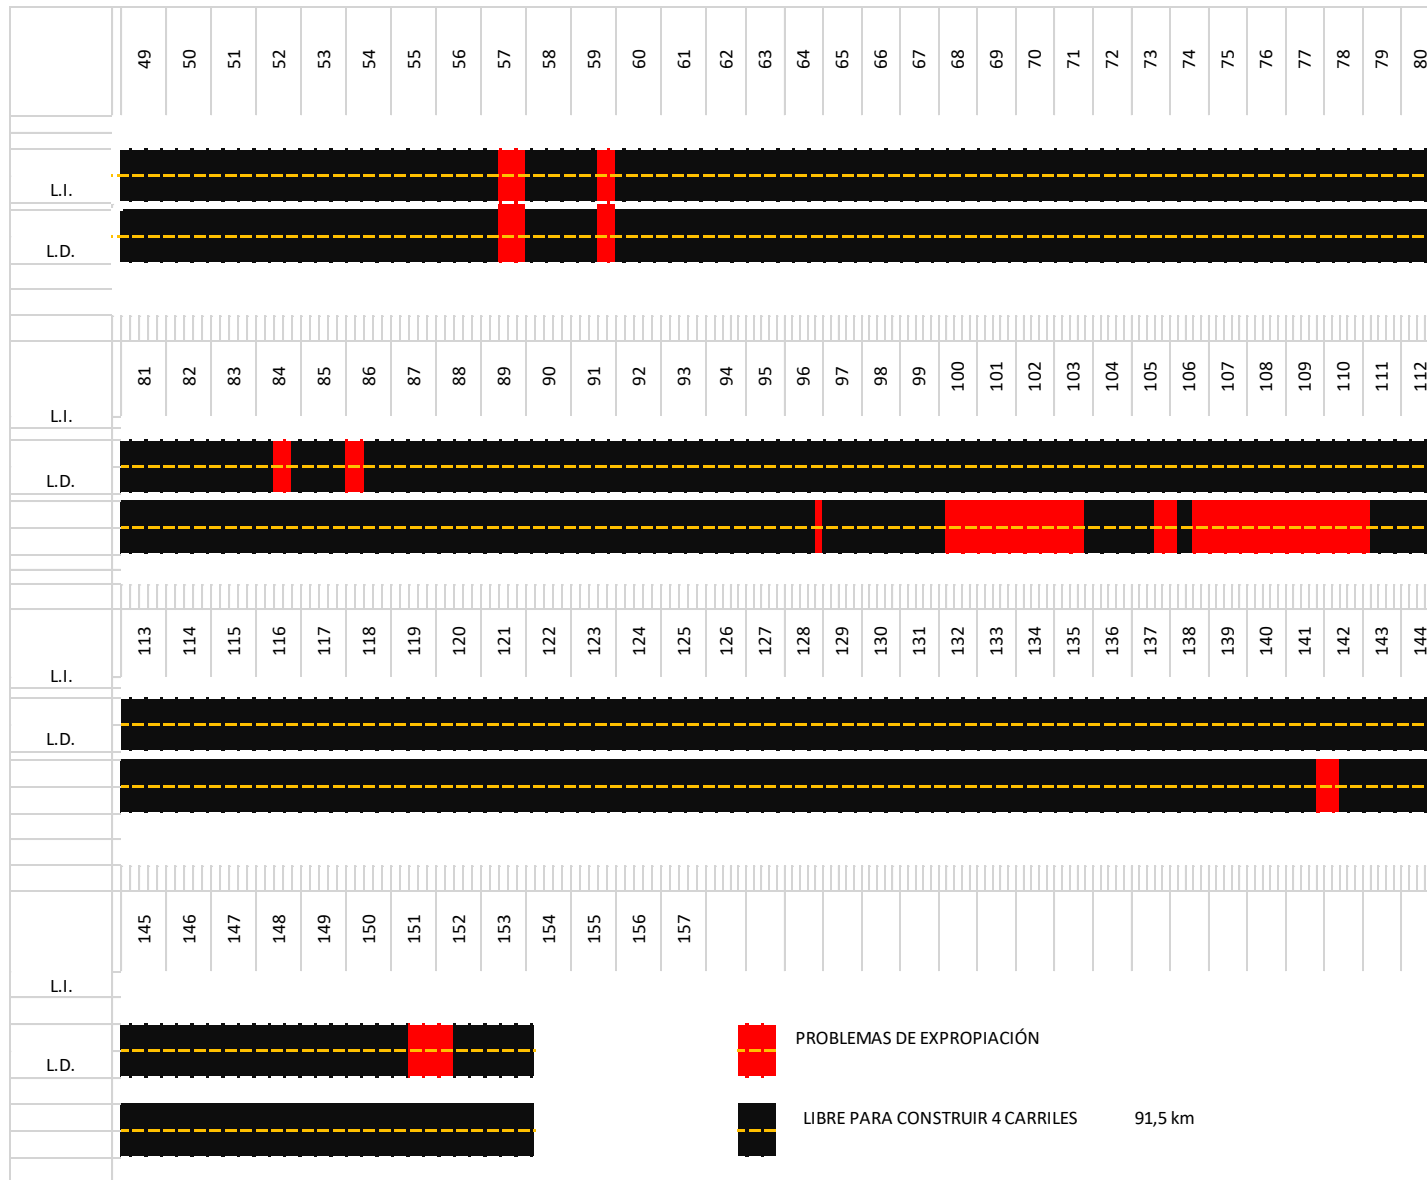 49 50 51 52 53 54 55 56 57 58 59 60 61 62 63 64 65 66 67 68 69 70 71 72 73 74 75 76 77 78 79 80
L.I.
L.D.
81 82 83 84 85 86 87 88 89 90 91 92 93 94 95 96 97 98 99 100 101 102 103 104 105 106 107 108 109 110 111 112
L.I.
L.D.
113 114 115 116 117 118 119 120 121 122 123 124 125 126 127 128 129 130 131 132 133 134 135 136 137 138 139 140 141 142 143 144
L.I.
L.D.
145 146 147 148 149 150 151 152 153 154 155 156 157
L.I.
PROBLEMAS DE EXPROPIACIÓN
L.D.
LIBRE PARA CONSTRUIR 4 CARRILES 91,5 km